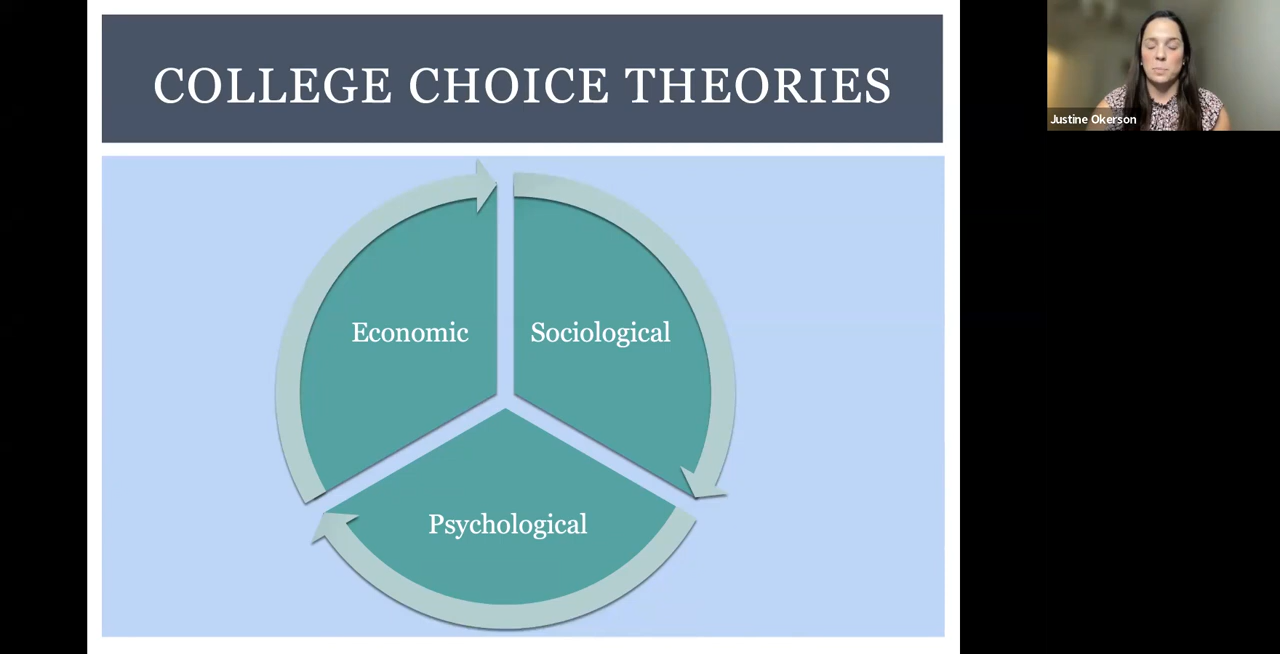 COLLEGE CHOICE THEORIES
Justine Okerson
Economic
Sociological
Psychological